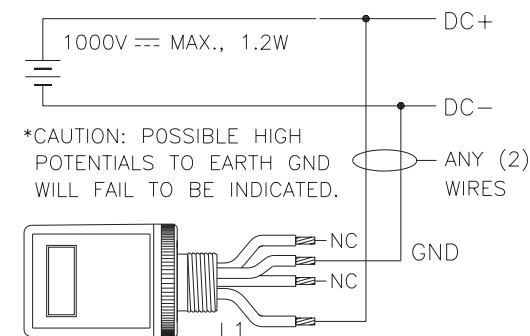 DC+
1000V ⎓ MAX., 1.2W
DC−
*CAUTION: POSSIBLE HIGH
POTENTIALS TO EARTH GND
WILL FAIL TO BE INDICATED.
ANY (2)
WIRES
NC
GND
NC
L1